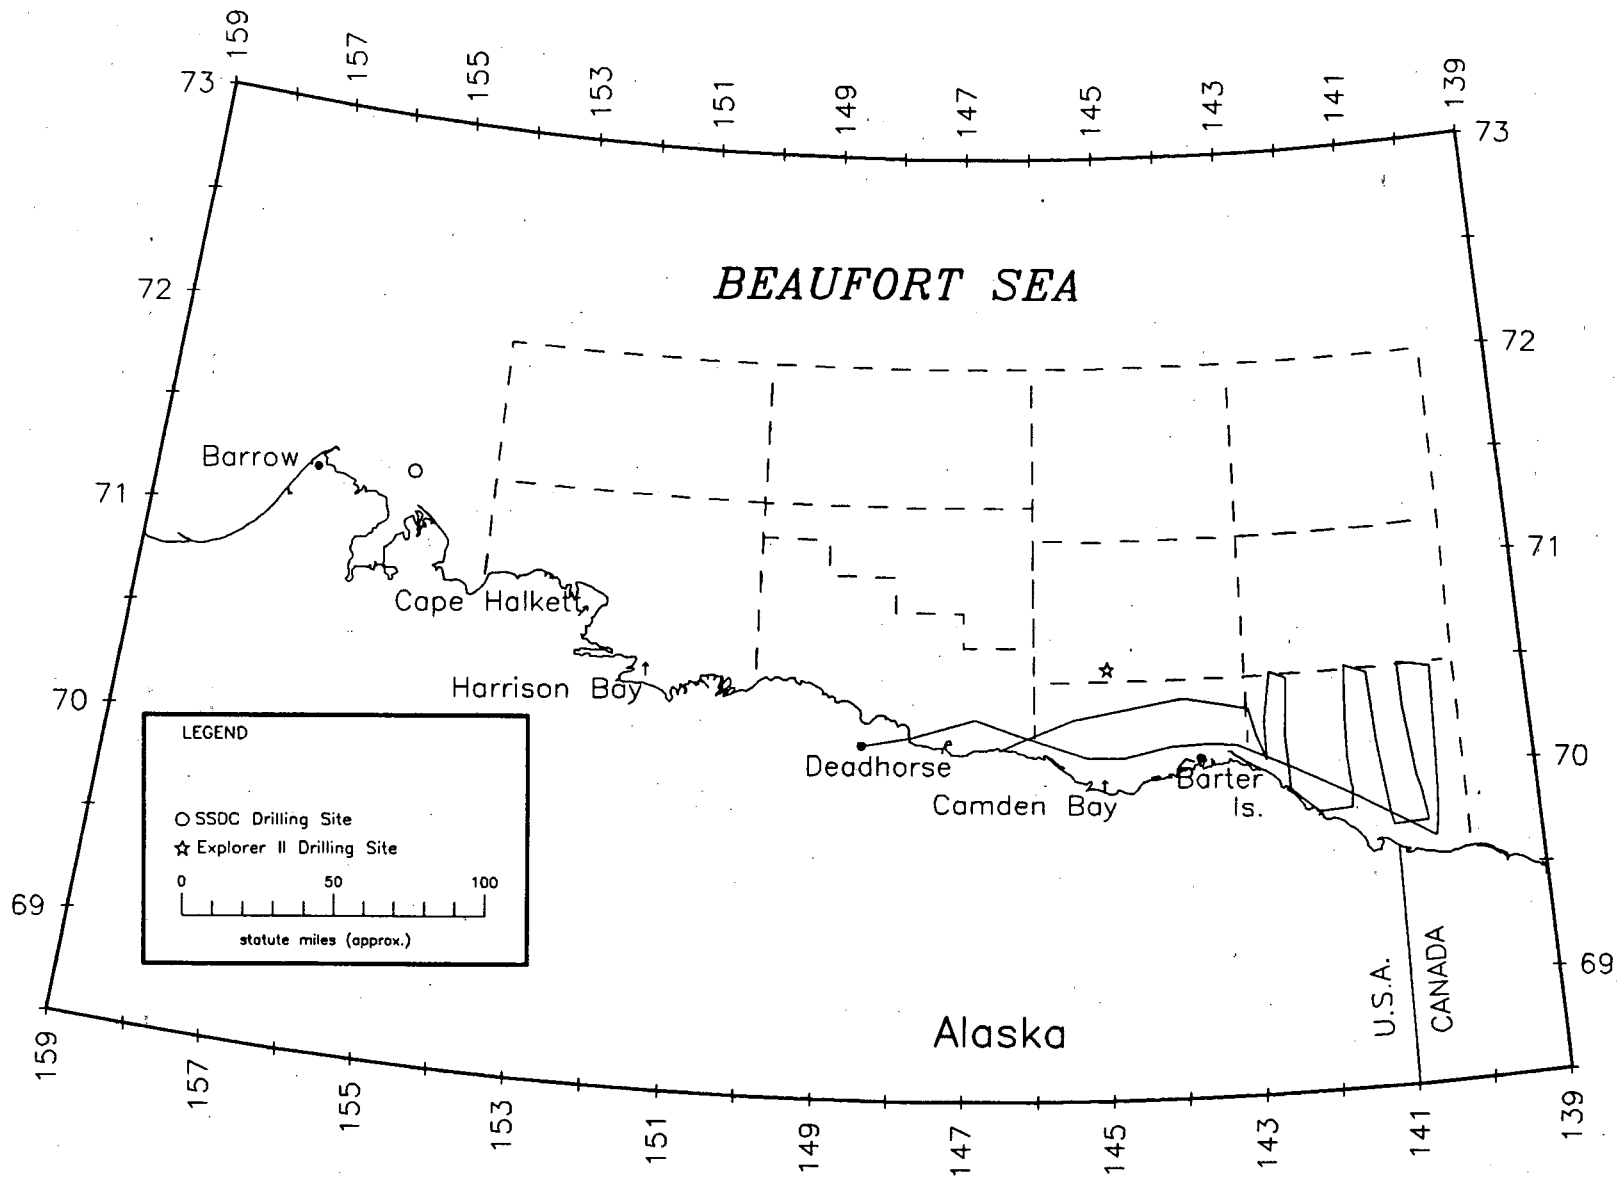 159
157
155
153
151
149
147
145
143
141
139
73
73
BEAUFORT SEA
72
72
Barrow
71
71
Cape Halkett
Harrison Bay
70
70
LEGEND
Deadhorse
Barter
Is.
Camden Bay
SSDC Drilling Site
Explorer II Drilling Site
0 50 100
statute miles (approx.)
69
69
U.S.A.
CANADA
Alaska
159
157
155
153
151
149
147
145
143
141
139